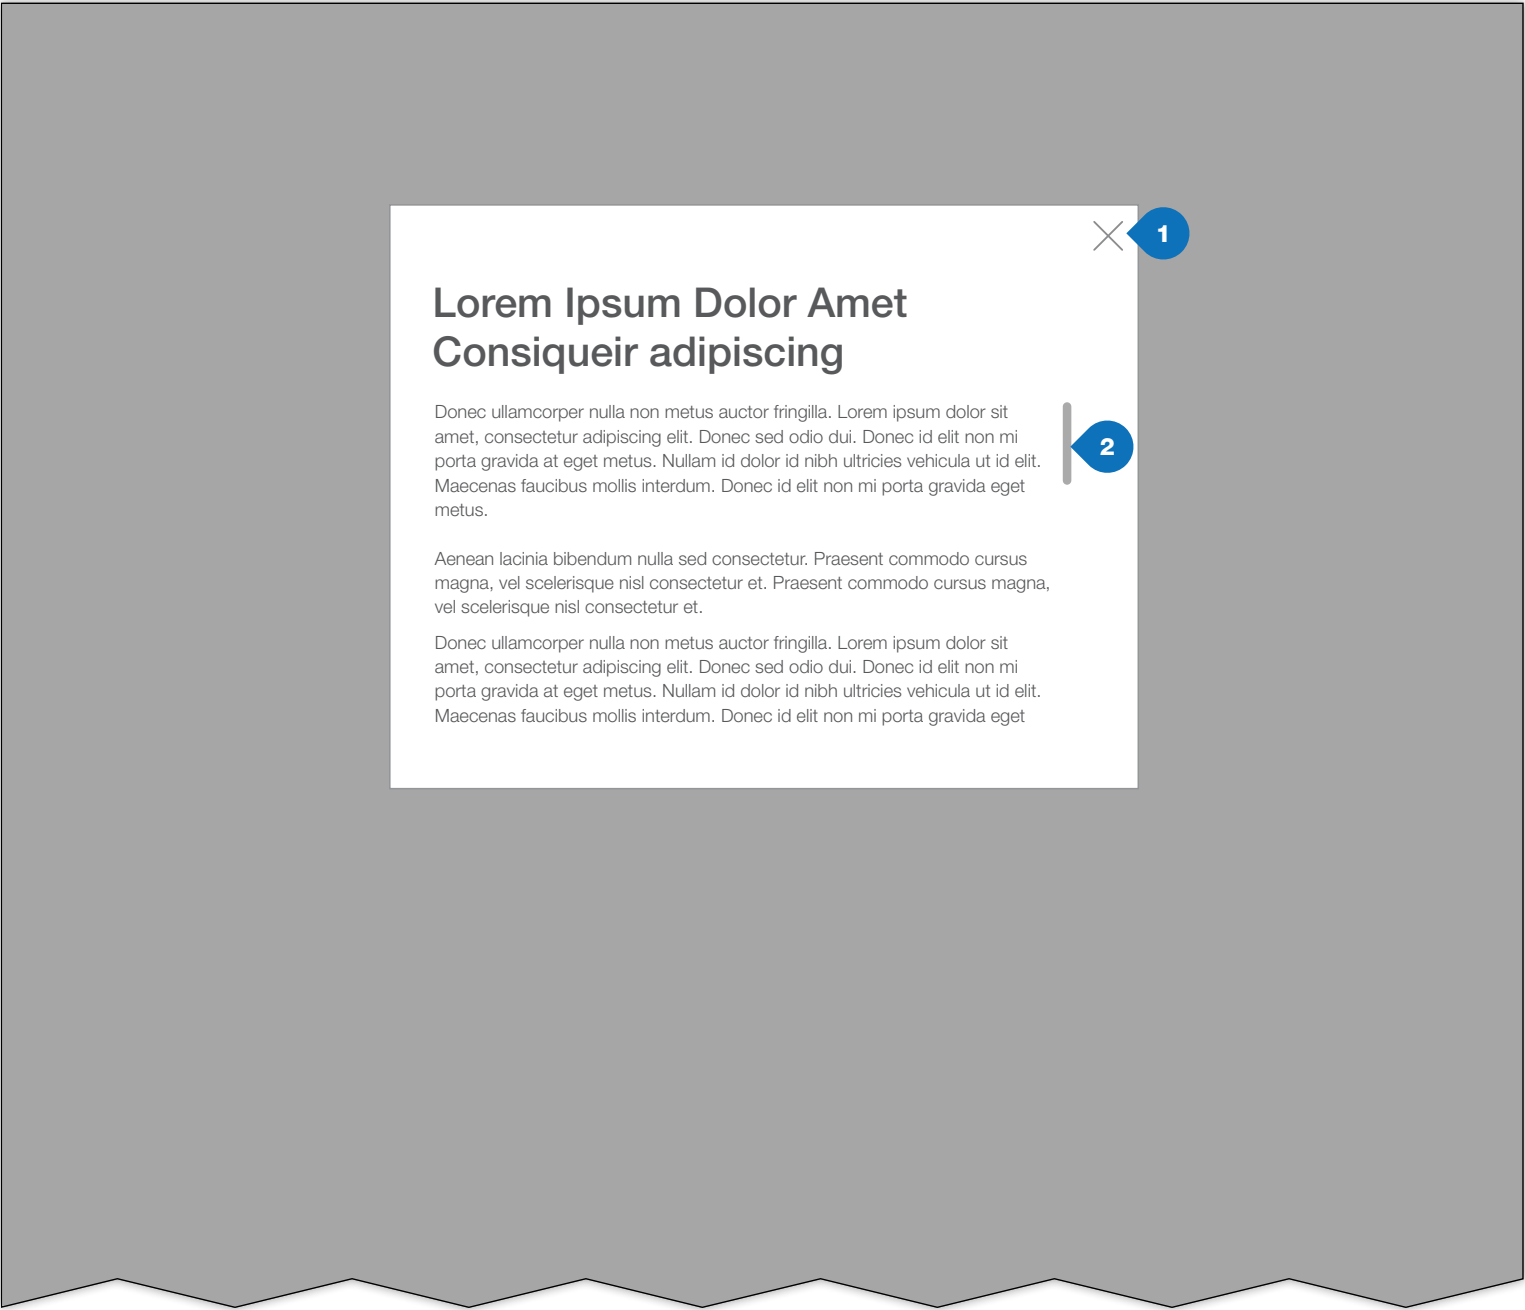 1
Lorem Ipsum Dolor Amet
Consiqueir adipiscing
Donec ullamcorper nulla non metus auctor fringilla. Lorem ipsum dolor sit
amet, consectetur adipiscing elit. Donec sed odio dui. Donec id elit non mi
2
porta gravida at eget metus. Nullam id dolor id nibh ultricies vehicula ut id elit.
Maecenas faucibus mollis interdum. Donec id elit non mi porta gravida eget
metus.
Aenean lacinia bibendum nulla sed consectetur. Praesent commodo cursus
magna, vel scelerisque nisl consectetur et. Praesent commodo cursus magna,
vel scelerisque nisl consectetur et.
Donec ullamcorper nulla non metus auctor fringilla. Lorem ipsum dolor sit
amet, consectetur adipiscing elit. Donec sed odio dui. Donec id elit non mi
porta gravida at eget metus. Nullam id dolor id nibh ultricies vehicula ut id elit.
Maecenas faucibus mollis interdum. Donec id elit non mi porta gravida eget